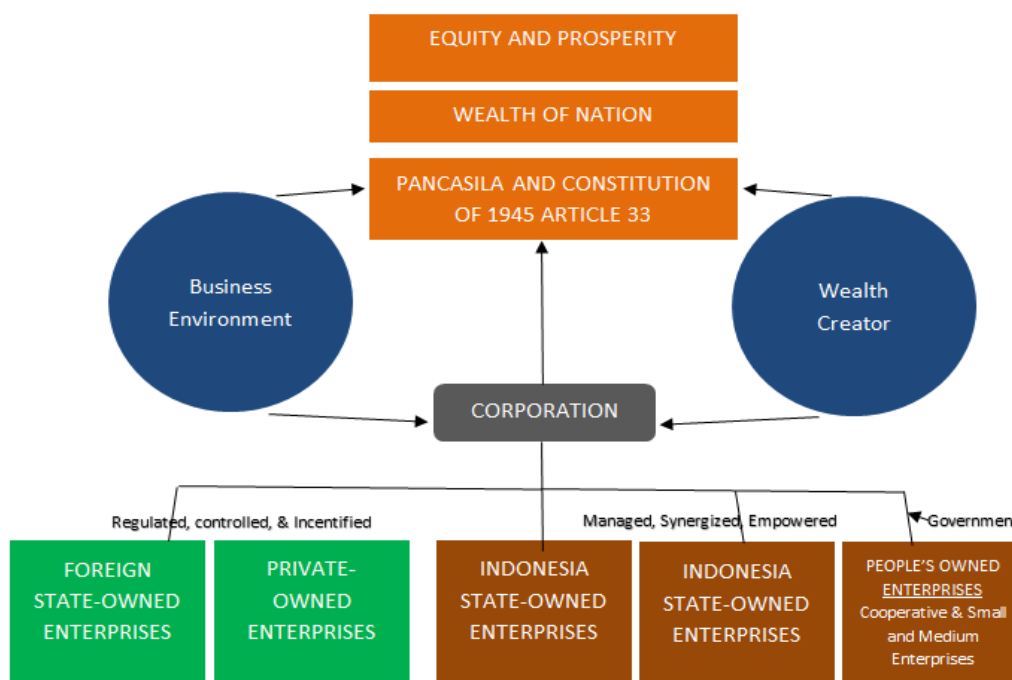 EQUITY AND PROSPERITY
WEALTH OF NATION
PANCASILA AND CONSTITUTION
OF 1945 ARTICLE 33
Business
Environment
Wealth
Creator
CORPORATION
Regulated, controlled, & Incentified
Managed, Synergized, Empowered
Government
FOREIGN
STATE-OWNED
ENTERPRISES
PRIVATE-
OWNED
ENTERPRISES
INDONESIA
STATE-OWNED
ENTERPRISES
INDONESIA
STATE-OWNED
ENTERPRISES
PEOPLE'S OWNED
ENTERPRISES
Cooperative & Small
and Medium
Enterprises